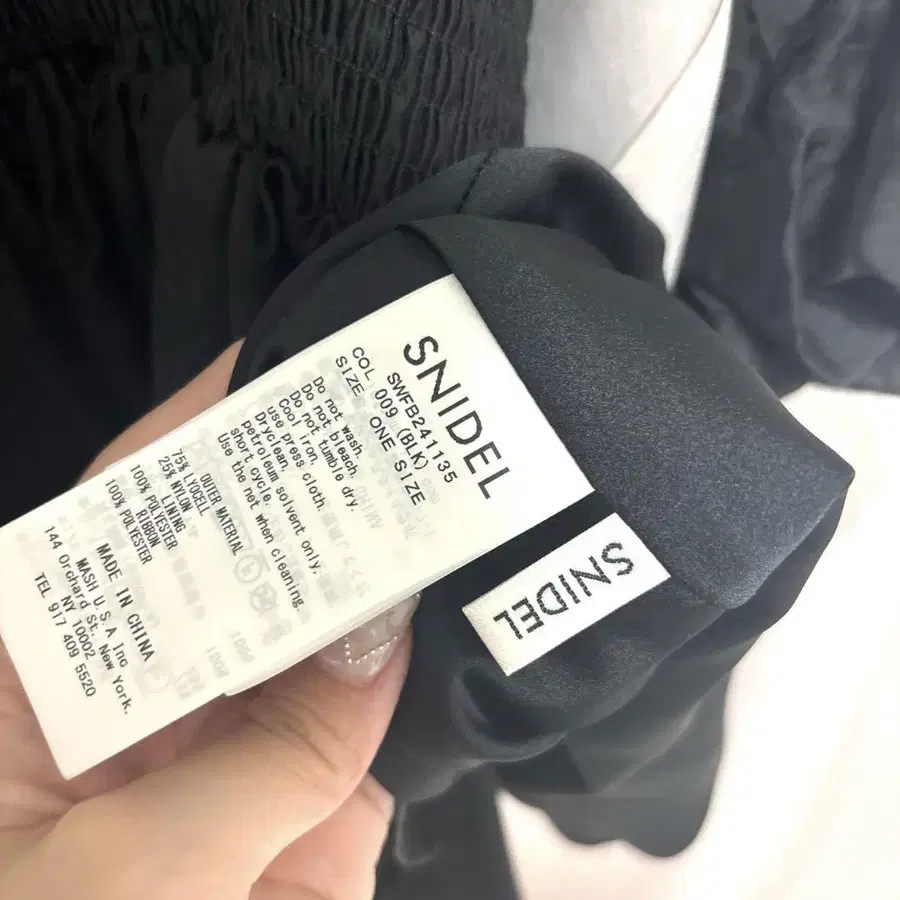 SNIDEL
SWFB241135
COL 009 (BLK)
SIZE ONE SIZE
Do not wash.
Do not bleach.
Do not tumble dry.
Cool iron,
use press cloth.
Dryclean,
petroleum solvent only.
short cycle.
Use the net when cleaning.
OUTER MATERIAL
75% LYOCELL
25% NYLON
LINING
100% POLYESTER
RIBBON
100% POLYESTER
MADE IN CHINA
MASH U.S.A Inc
144 Orchard St. New York,
NY 10002
TEL 917 409 5520
SNIDEL